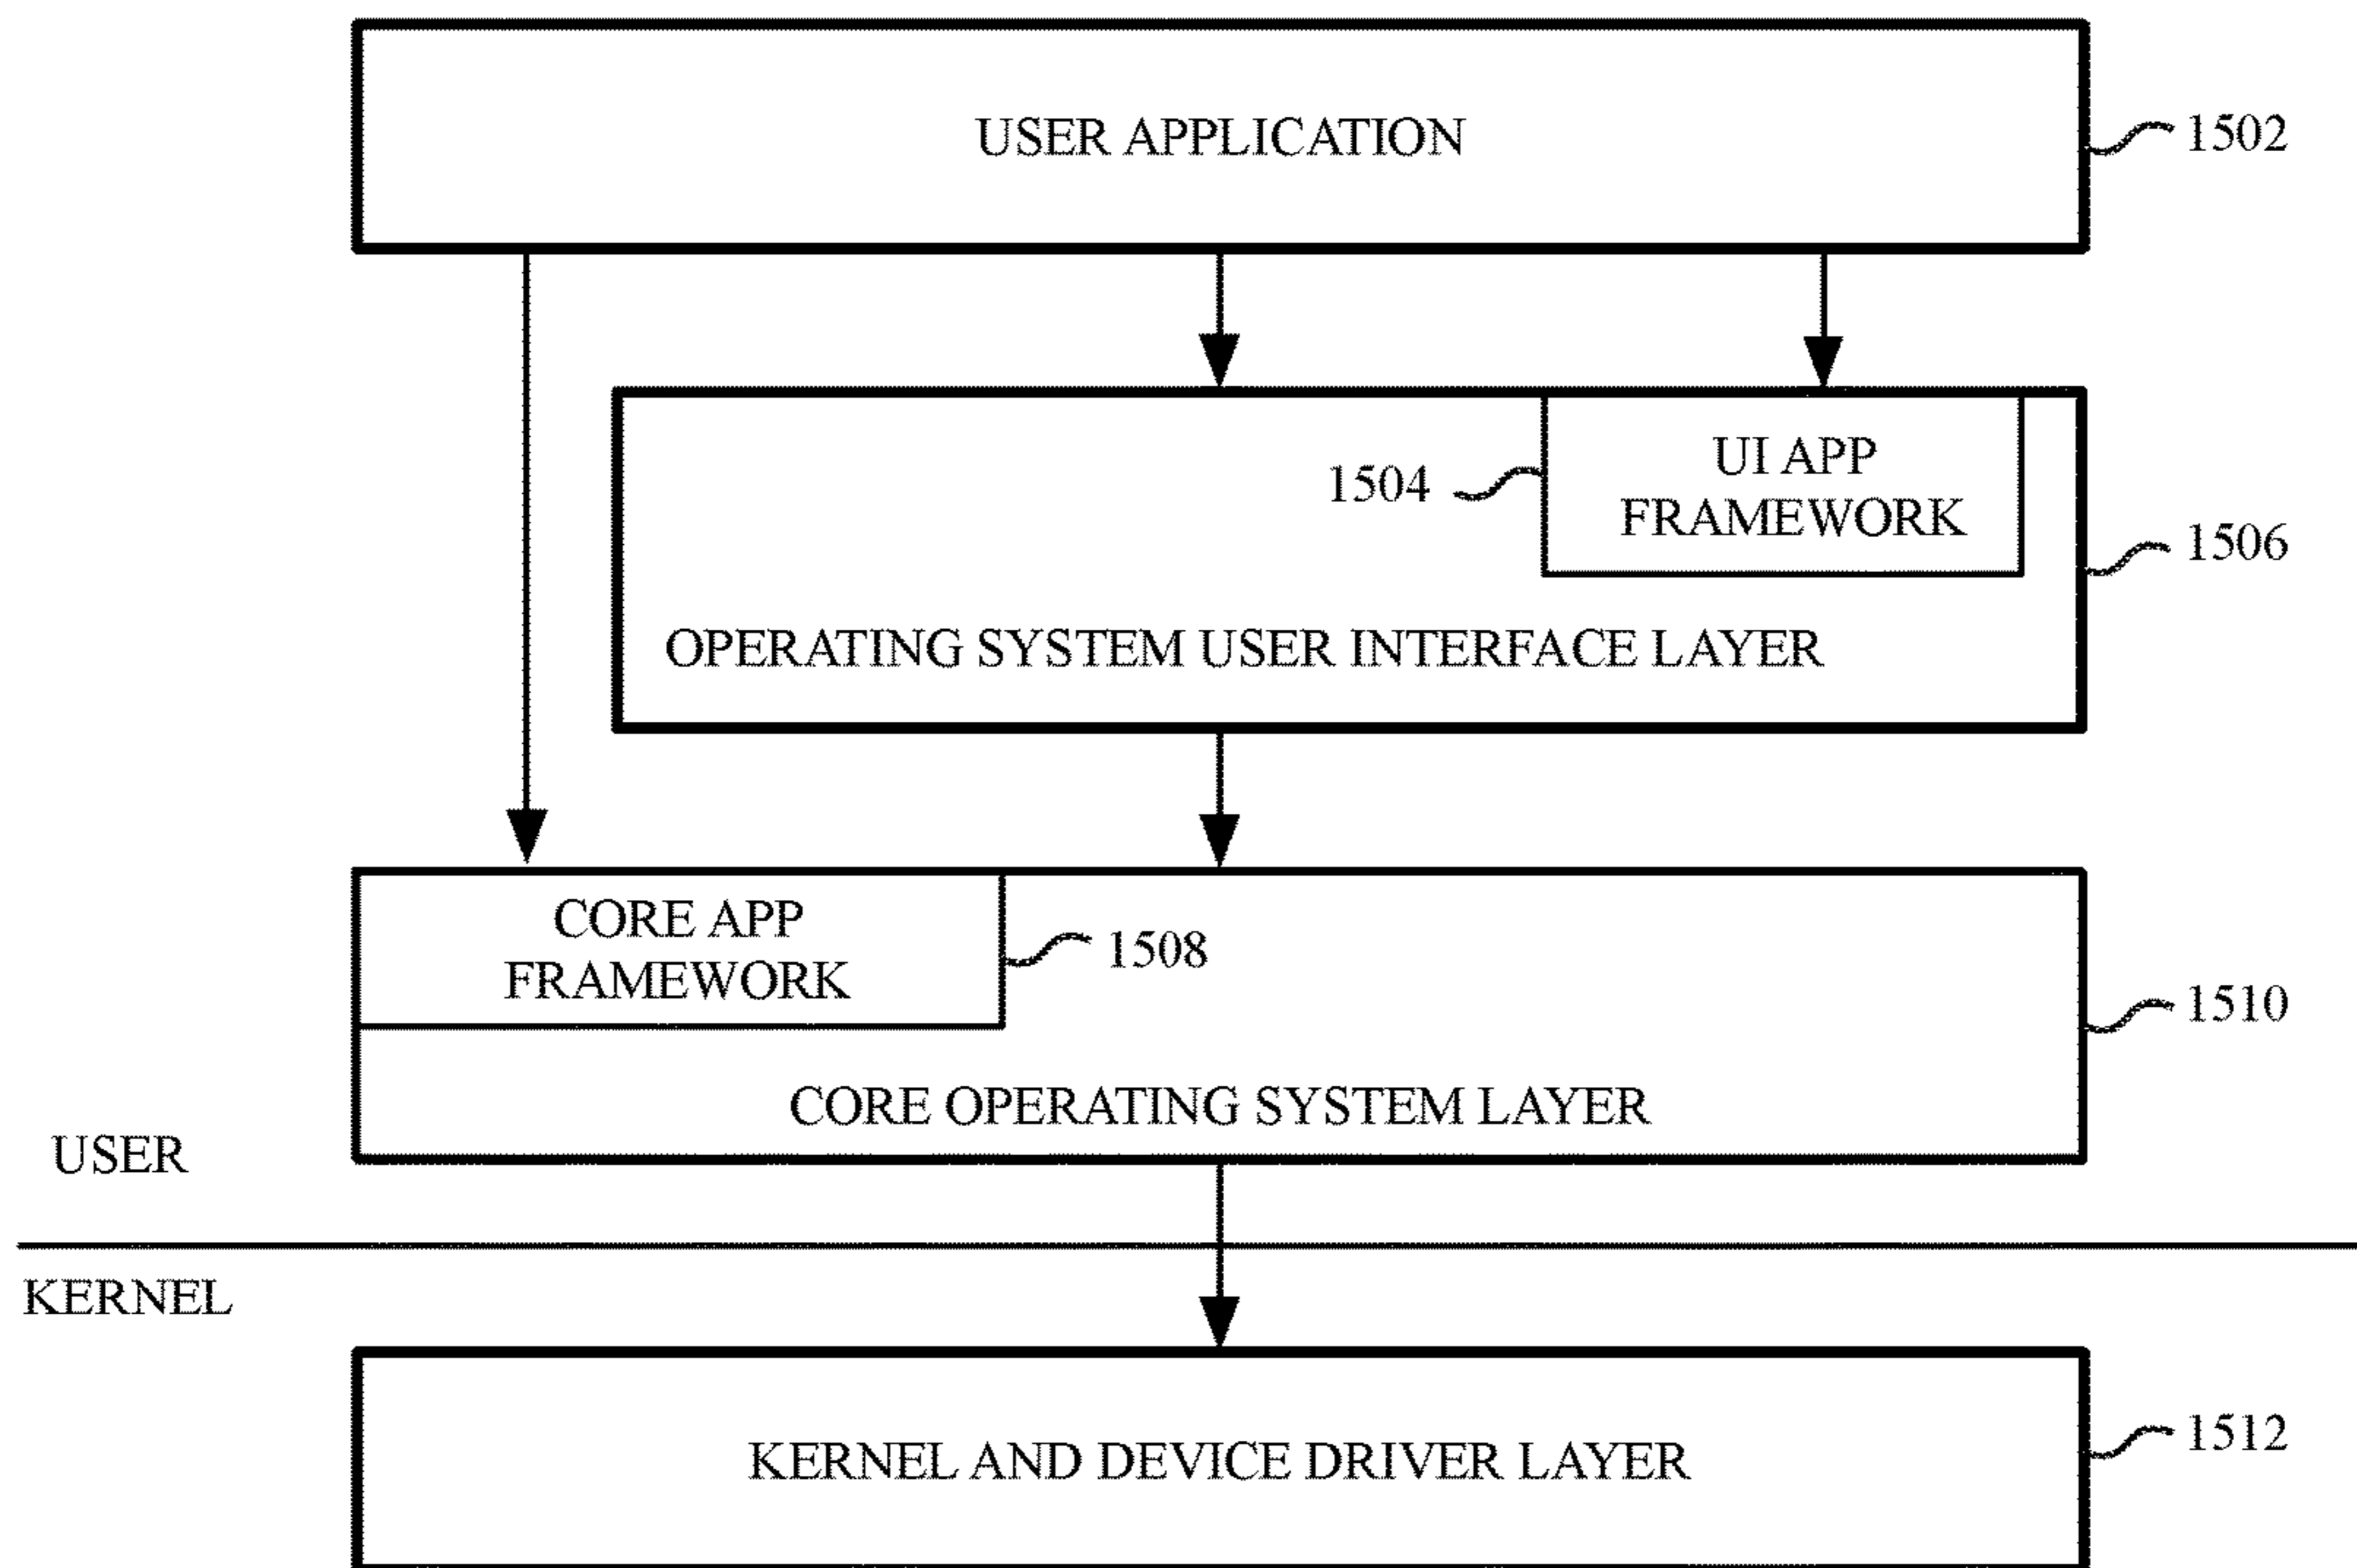 USER APPLICATION
1502
UI APP
FRAMEWORK
1504
1506
OPERATING SYSTEM USER INTERFACE LAYER
CORE APP
FRAMEWORK
1508
1510
CORE OPERATING SYSTEM LAYER
USER
KERNEL
KERNEL AND DEVICE DRIVER LAYER
1512